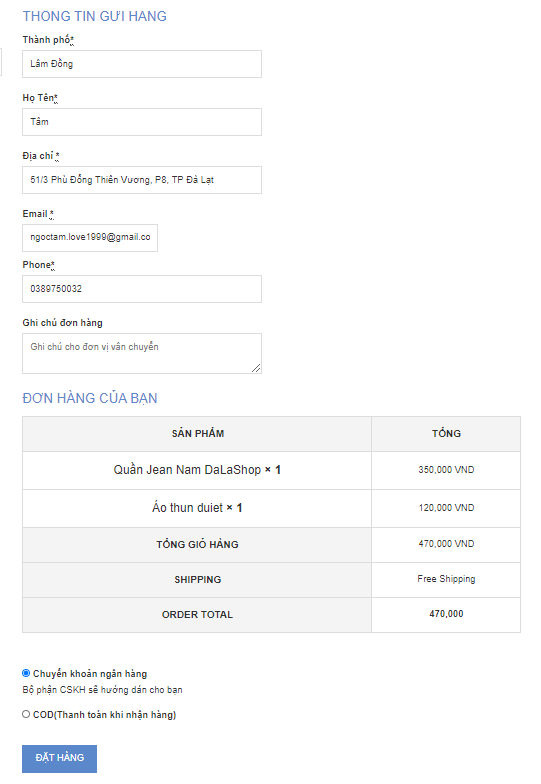 THÔNG TIN GỬI HÀNG
Thành phố*
Lâm Đồng
Họ Tên*
Tâm
Địa chỉ *
51/3 Phù Đổng Thiên Vương, P8, TP Đà Lạt
Email *
ngoctam.love1999@gmail.co
Phone*
0389750032
Ghi chú đơn hàng
Ghi chú cho đơn vị vân chuyển
ĐƠN HÀNG CỦA BẠN
SẢN PHẨM TỔNG
Quần Jean Nam DaLaShop × 1 350,000 VND
Áo thun duiet × 1 120,000 VND
TỔNG GIỎ HÀNG 470,000 VND
SHIPPING Free Shipping
ORDER TOTAL 470,000
Chuyển khoản ngân hàng
Bộ phận CSKH sẽ hướng dẫn cho bạn
COD(Thanh toán khi nhận hàng)
ĐẶT HÀNG